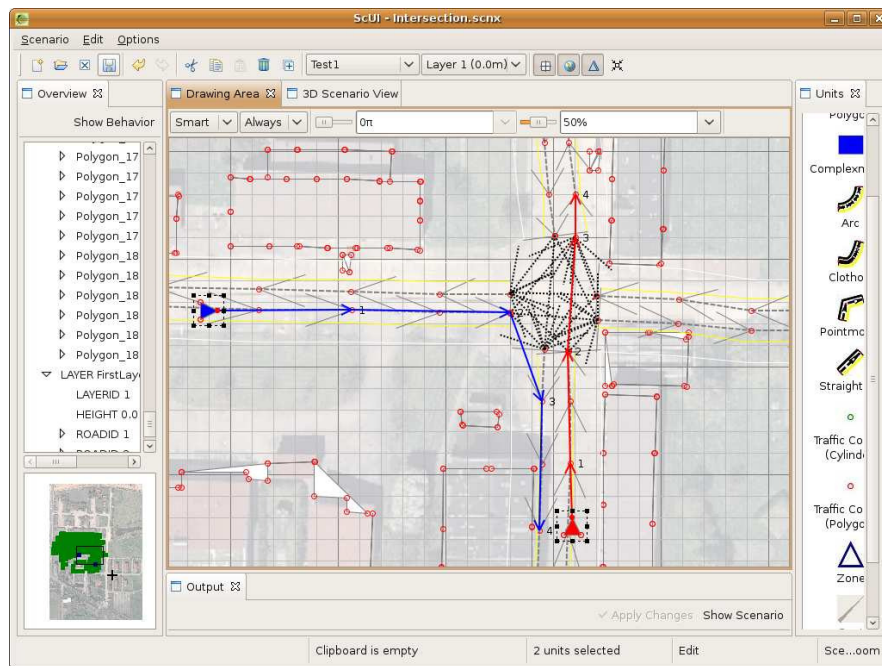 ScUI - Intersection.scnx
Scenario Edit Options
Test1 Layer 1 (0.0m)
Overview
Show Behavior
Polygon_17
Polygon_17
Polygon_17
Polygon_17
Polygon_17
Polygon_18
Polygon_18
Polygon_18
Polygon_18
Polygon_18
Polygon_18
LAYER FirstLaye
LAYERID 1
HEIGHT 0.0
ROADID 1
Drawing Area 3D Scenario View
Smart Always 0π 50%
4
3
1
2
3
1
4
Output
Apply Changes Show Scenario
Units
Polygo
Complexn
Arc
Clotho
Pointmo
Straight
Traffic Co
(Cylinde
Traffic Co
(Polygo
Zone
Clipboard is empty 2 units selected Edit Sce...oom